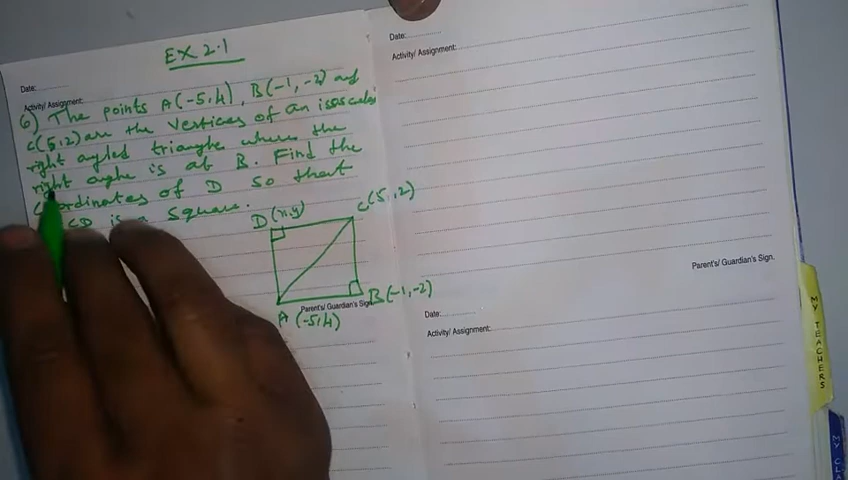 EX 2.1
Date:
Activity/ Assignment:
6) The points A(-5,4), B(-1,-2) and
C(5,2) are the vertices of an isosceles
right angled triangle where the
right angle is at B. Find the
coordinates of D so that
CD is a square.
D(x,y)
C(5,2)
B(-1,-2)
Parent's/ Guardian's Sign
A (-5,4)
Date:
Activity/ Assignment:
Parent's/ Guardian's Sign.
Date:
Activity/ Assignment:
MY TEACHERS
MY CL